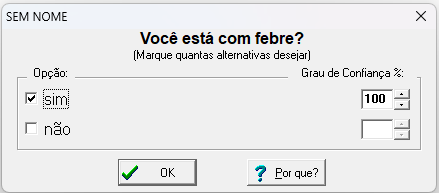 SEM NOME
Você está com febre?
(Marque quantas alternativas desejar)
Opção: Grau de Confiança %:
sim 100
não
OK ? Por que?